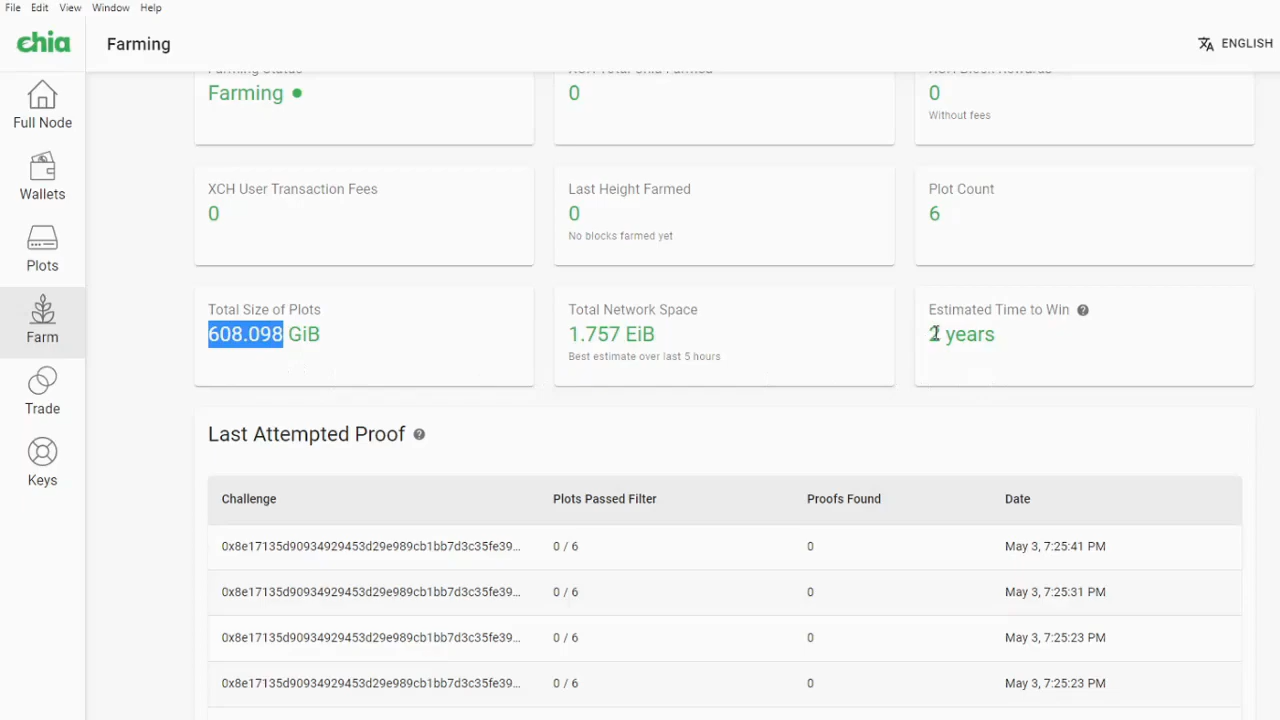 File Edit View Window Help
chia
Farming
ENGLISH
Full Node
Wallets
Plots
Farm
Trade
Keys
Farming
0
0
Without fees
XCH User Transaction Fees
0
Last Height Farmed
0
No blocks farmed yet
Plot Count
6
Total Size of Plots
608.098 GiB
Total Network Space
1.757 EiB
Best estimate over last 5 hours
Estimated Time to Win
years
Last Attempted Proof
Challenge Plots Passed Filter Proofs Found Date
0x8e17135d90934929453d29e989cb1bb7d3c35fe39... 0 / 6 0 May 3, 7:25:41 PM
0x8e17135d90934929453d29e989cb1bb7d3c35fe39... 0 / 6 0 May 3, 7:25:31 PM
0x8e17135d90934929453d29e989cb1bb7d3c35fe39... 0 / 6 0 May 3, 7:25:23 PM
0x8e17135d90934929453d29e989cb1bb7d3c35fe39... 0 / 6 0 May 3, 7:25:23 PM